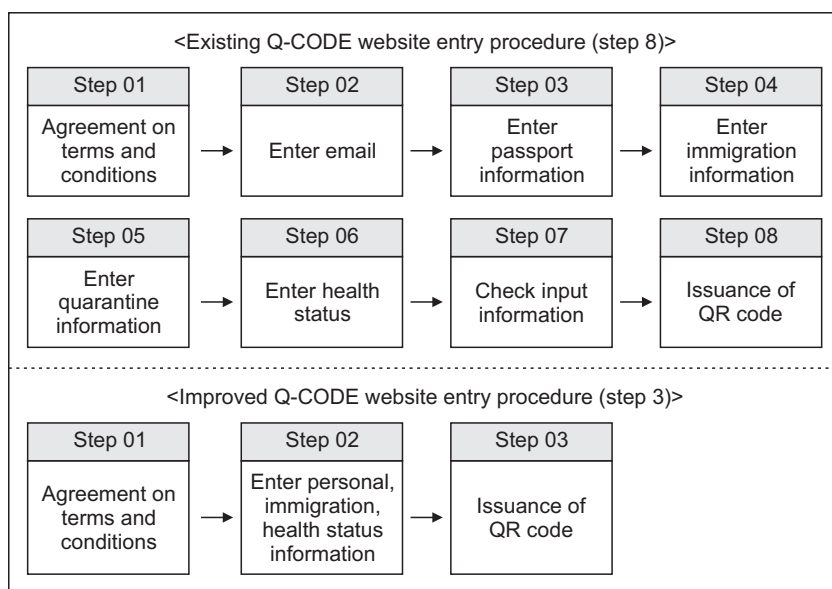 <Existing Q-CODE website entry procedure (step 8)>
Step 01
Agreement on
terms and
conditions
Step 02
Enter email
Step 03
Enter
passport
information
Step 04
Enter
immigration
information
Step 05
Enter
quarantine
information
Step 06
Enter health
status
Step 07
Check input
information
Step 08
Issuance of
QR code
<Improved Q-CODE website entry procedure (step 3)>
Step 01
Agreement on
terms and
conditions
Step 02
Enter personal,
immigration,
health status
information
Step 03
Issuance of
QR code